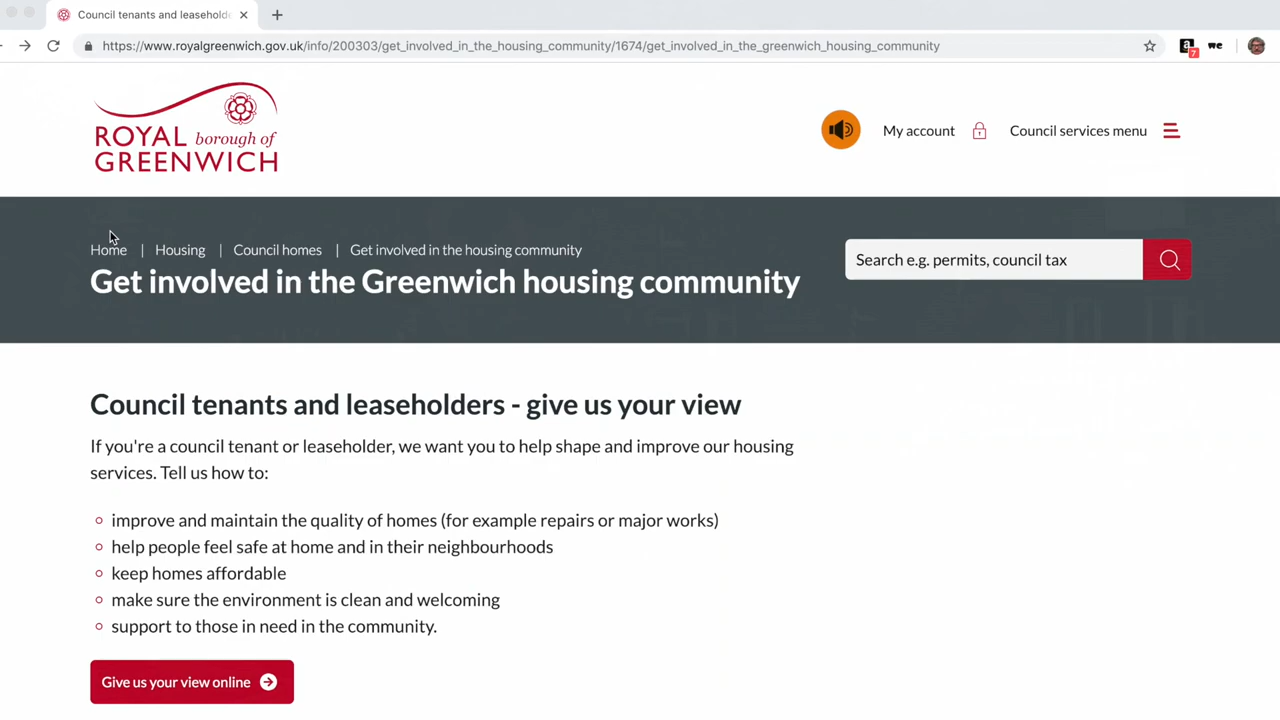 Council tenants and leaseholde
https://www.royalgreenwich.gov.uk/info/200303/get_involved_in_the_housing_community/1674/get_involved_in_the_greenwich_housing_community
7
we
ROYAL borough of
GREENWICH
My account
Council services menu
Home | Housing | Council homes | Get involved in the housing community
Get involved in the Greenwich housing community
Search e.g. permits, council tax
Council tenants and leaseholders - give us your view
If you're a council tenant or leaseholder, we want you to help shape and improve our housing
services. Tell us how to:
improve and maintain the quality of homes (for example repairs or major works)
help people feel safe at home and in their neighbourhoods
keep homes affordable
make sure the environment is clean and welcoming
support to those in need in the community.
Give us your view online